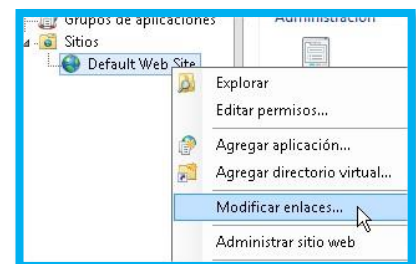 Grupos de aplicaciones
Administración
Sitios
Default Web Site
Explorar
Editar permisos...
Agregar aplicación...
Agregar directorio virtual...
Modificar enlaces...
Administrar sitio web